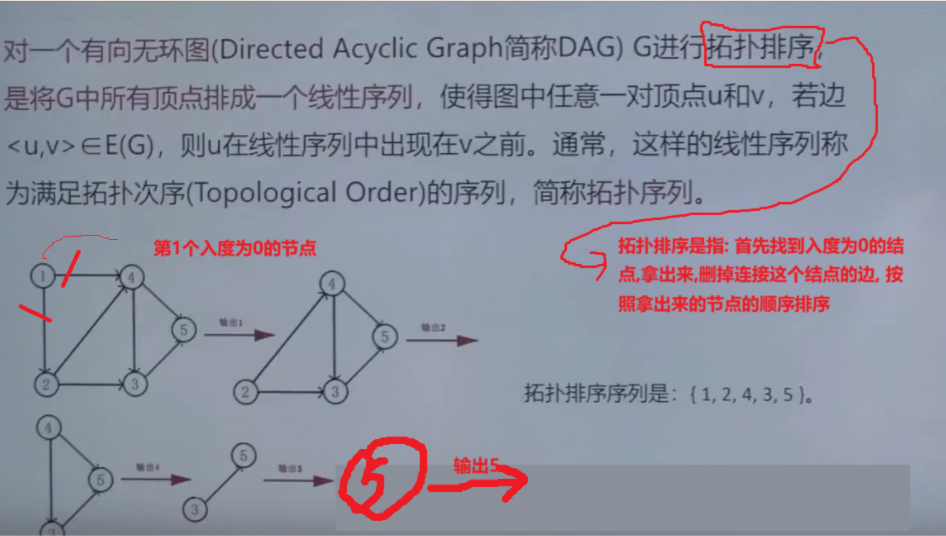 对一个有向无环图(Directed Acyclic Graph简称DAG) G进行拓扑排序,
是将G中所有顶点排成一个线性序列，使得图中任意一对顶点u和v，若边
<u,v>∈E(G)，则u在线性序列中出现在v之前。通常，这样的线性序列称
为满足拓扑次序(Topological Order)的序列，简称拓扑序列。
第1个入度为0的节点
拓扑排序是指: 首先找到入度为0的结
点,拿出来,删掉连接这个结点的边, 按
照拿出来的节点的顺序排序
1
4
5
2
3
输出1
4
5
2
3
输出2
拓扑排序序列是：{ 1, 2, 4, 3, 5 }。
4
5
3
输出4
5
3
输出3
5
输出5